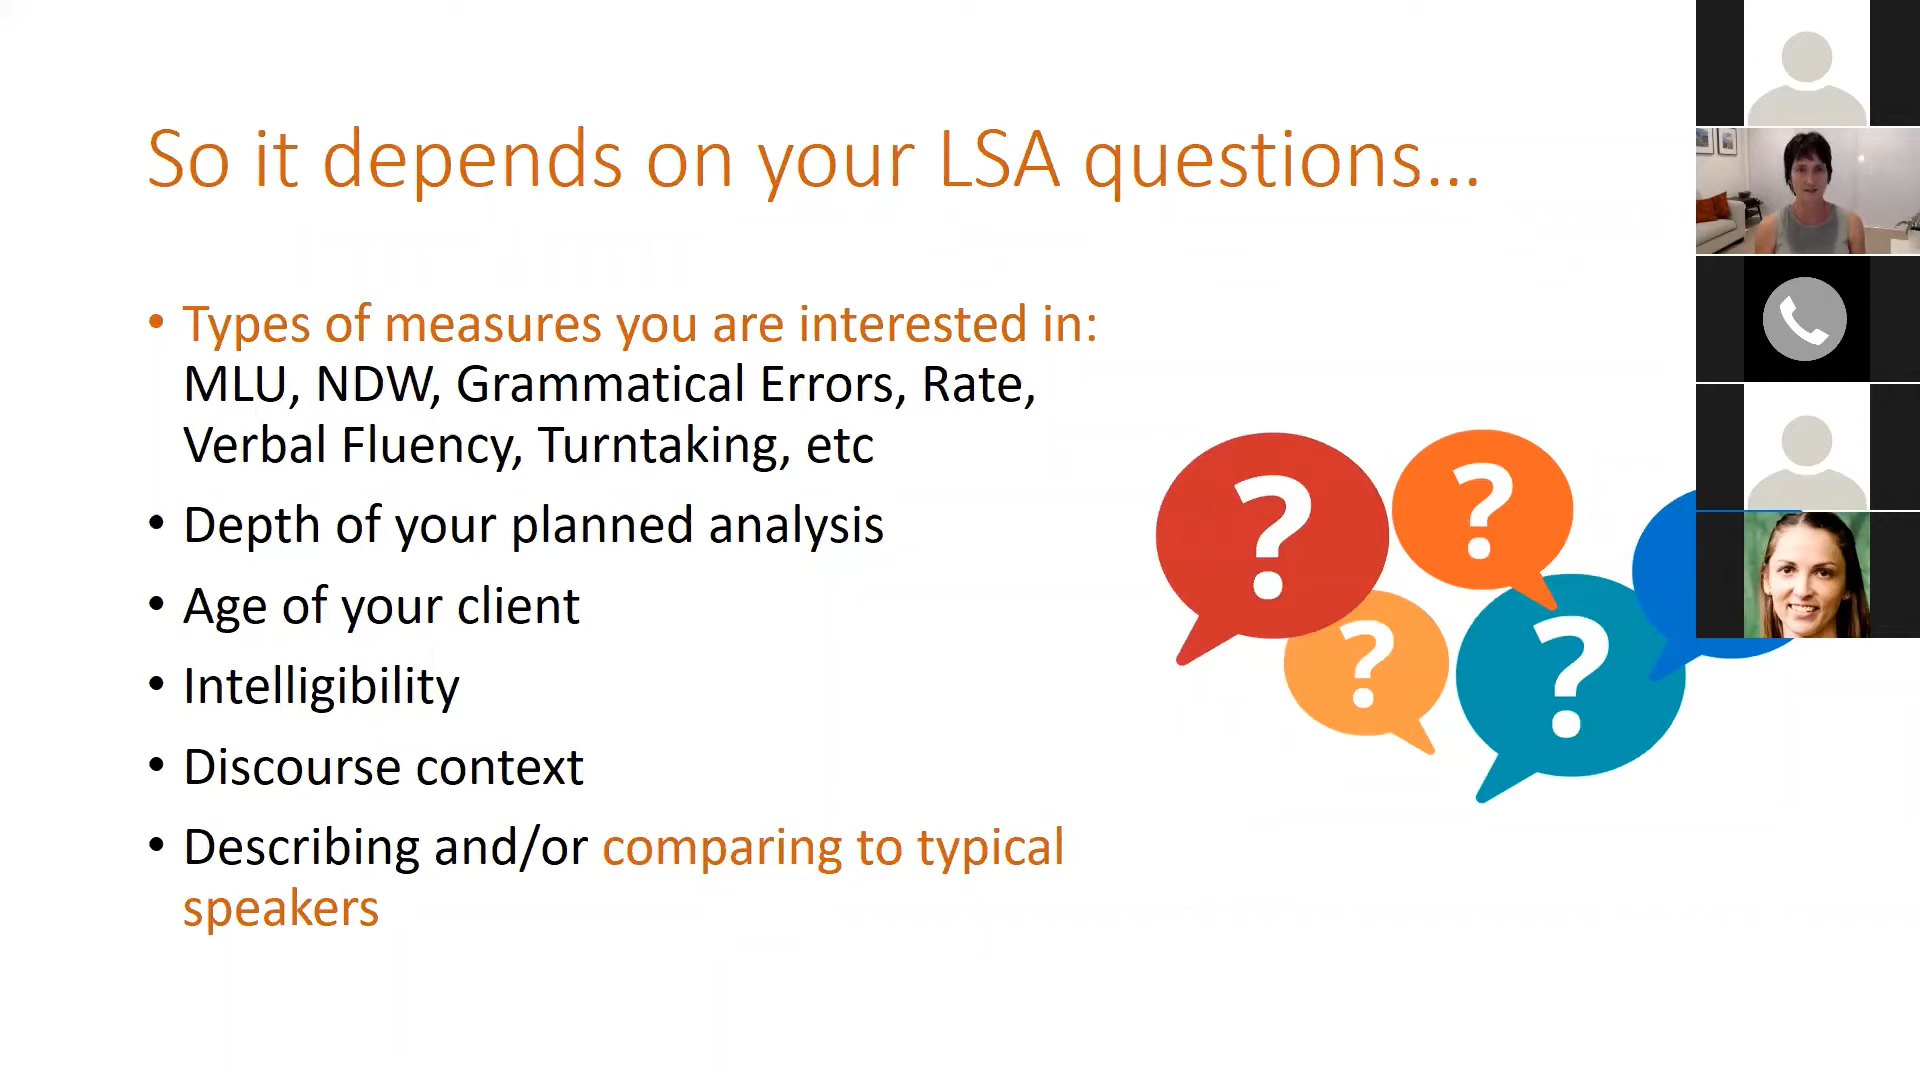 So it depends on your LSA questions...
• Types of measures you are interested in:
MLU, NDW, Grammatical Errors, Rate,
Verbal Fluency, Turntaking, etc
• Depth of your planned analysis
• Age of your client
• Intelligibility
• Discourse context
• Describing and/or comparing to typical
speakers
?
?
?
?